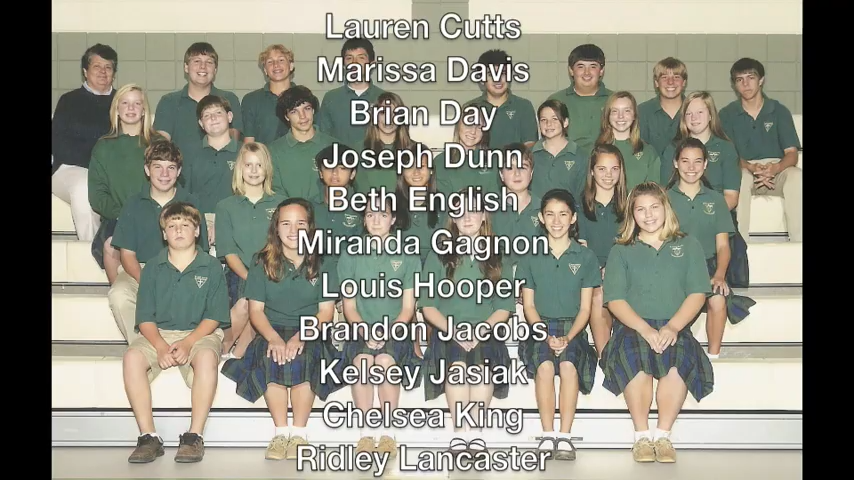 Lauren Cutts
Marissa Davis
Brian Day
Joseph Dunn
Beth English
Miranda Gagnon
Louis Hooper
Brandon Jacobs
Kelsey Jasiak
Chelsea King
Ridley Lancaster